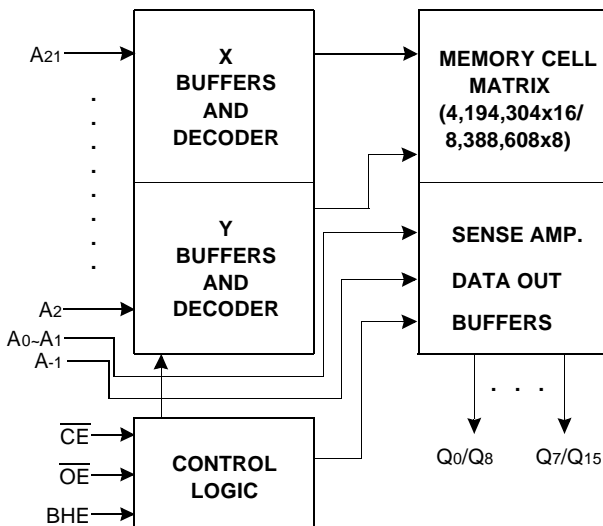 A21
X
BUFFERS
AND
DECODER
MEMORY CELL
MATRIX
(4,194,304x16/
8,388,608x8)
Y
BUFFERS
AND
DECODER
SENSE AMP.
DATA OUT
BUFFERS
A2
A0~A1
A-1
CE
OE
BHE
CONTROL
LOGIC
Q0/Q8
Q7/Q15